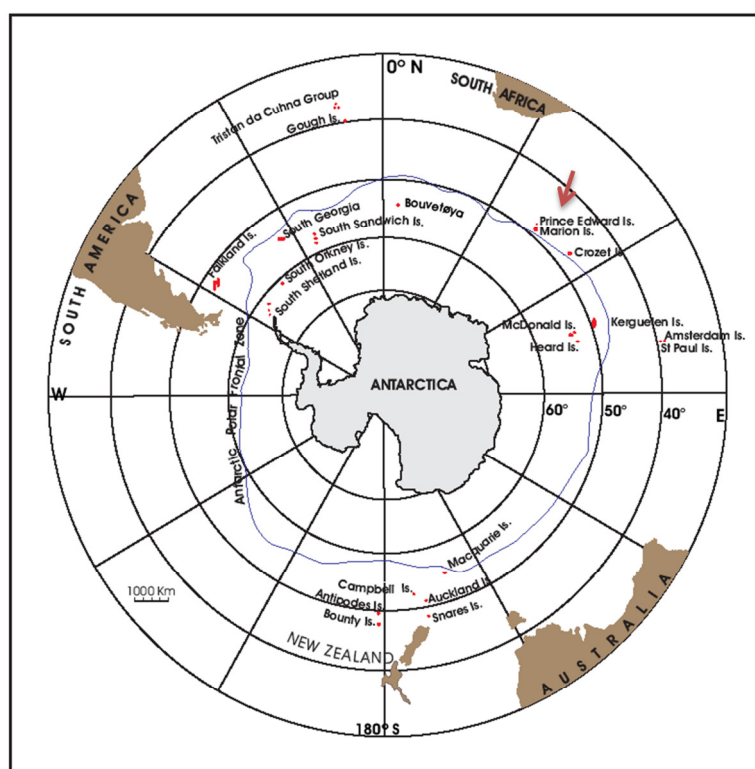 0° N
SOUTH AFRICA
Tristan da Cuhna Group
Gough Is.
Prince Edward Is.
Marion Is.
Bouvetøya
South Georgia
South Sandwich Is.
Crozet Is.
SOUTH AMERICA
Falkland Is.
South Orkney Is.
South Shetland Is.
McDonald Is.
Heard Is.
Kerguelen Is.
Amsterdam Is.
St Paul Is.
Antarctic Polar Frontal Zone
ANTARCTICA
W
60°
50°
40°
E
Macquarie Is.
1000 Km
Campbell Is.
Auckland Is.
Antipodes Is.
Snares Is.
Bounty Is.
NEW ZEALAND
AUSTRALIA
180° S